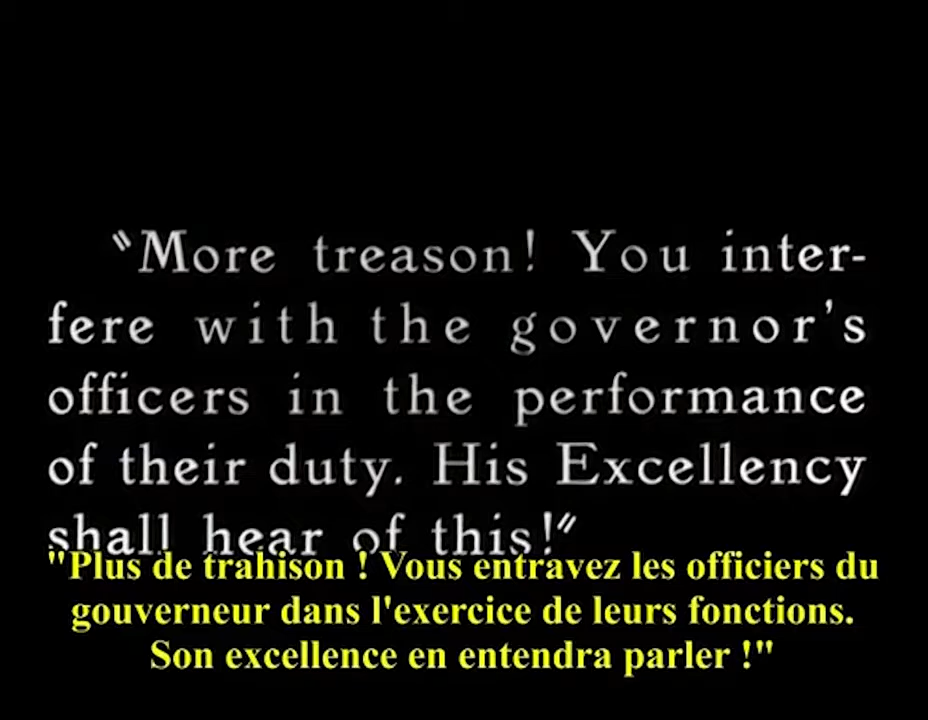 "More treason! You inter-
fere with the governor's
officers in the performance
of their duty. His Excellency
shall hear of this!"
"Plus de trahison ! Vous entravez les officiers du
gouverneur dans l'exercice de leurs fonctions.
Son excellence en entendra parler !"